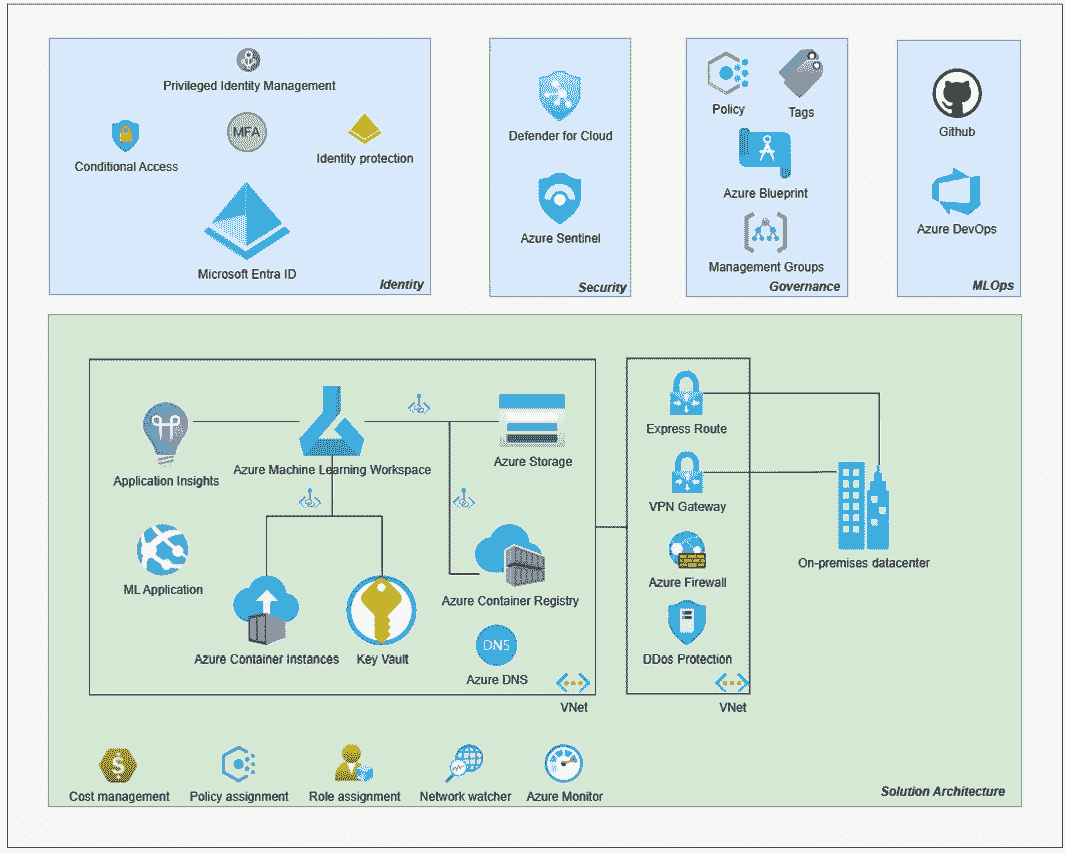 Privileged Identity Management
MFA
Conditional Access
Identity protection
Microsoft Entra ID
Identity
Defender for Cloud
Azure Sentinel
Security
Policy
Tags
Azure Blueprint
Management Groups
Governance
Github
Azure DevOps
MLOps
Application Insights
Azure Machine Learning Workspace
Azure Storage
ML Application
Azure Container Registry
Azure Container Instances
Key Vault
DNS
Azure DNS
VNet
Express Route
VPN Gateway
Azure Firewall
DDos Protection
VNet
On-premises datacenter
Cost management
Policy assignment
Role assignment
Network watcher
Azure Monitor
Solution Architecture